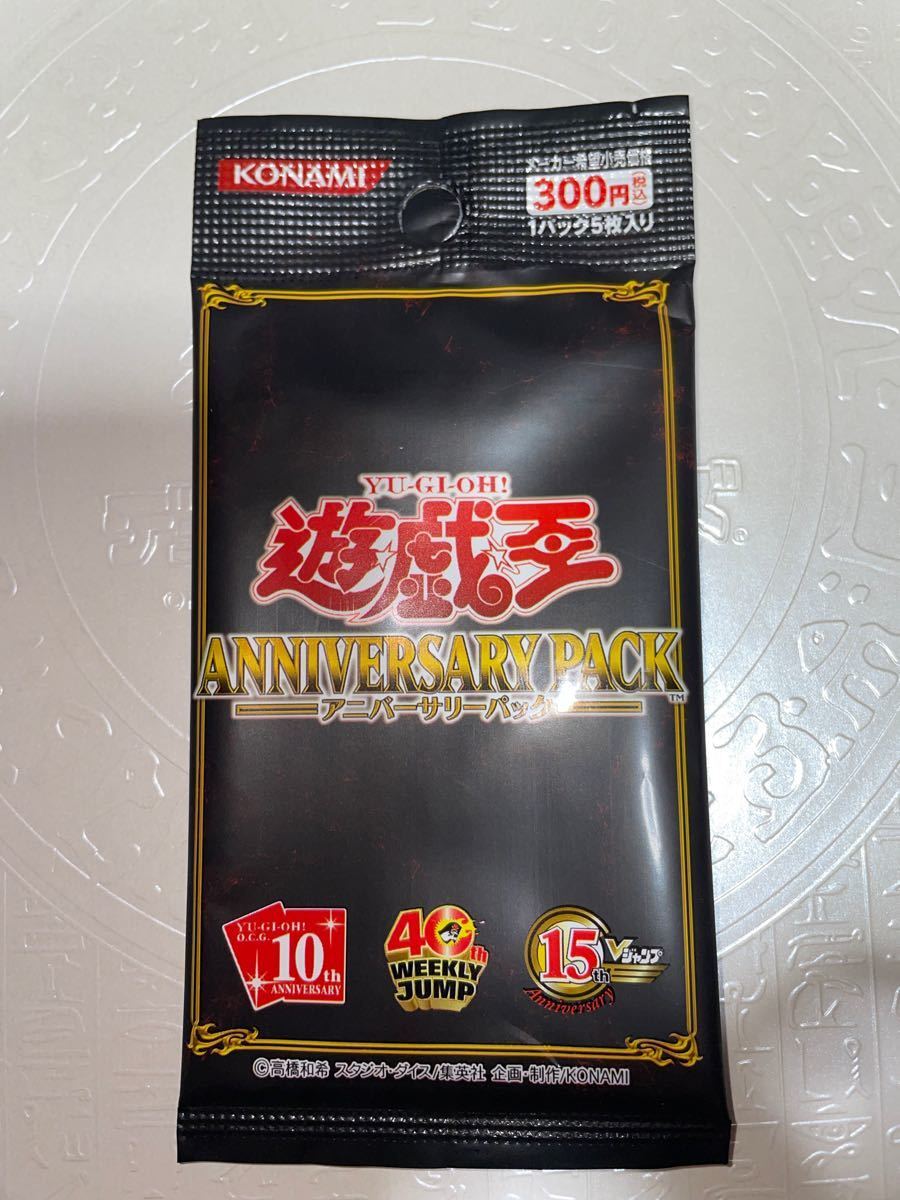 KONAMI
メーカー希望小売価格
300円(税込)
1パック5枚入り
YU-GI-OH!
遊☆戯☆王
ANNIVERSARY PACK™
アニバーサリーパック
YU-GI-OH!
O.C.G.
10th
ANNIVERSARY
40th
WEEKLY
JUMP
15th
Anniversary
Vジャンプ
©高橋和希 スタジオ・ダイス/集英社 企画・制作/KONAMI